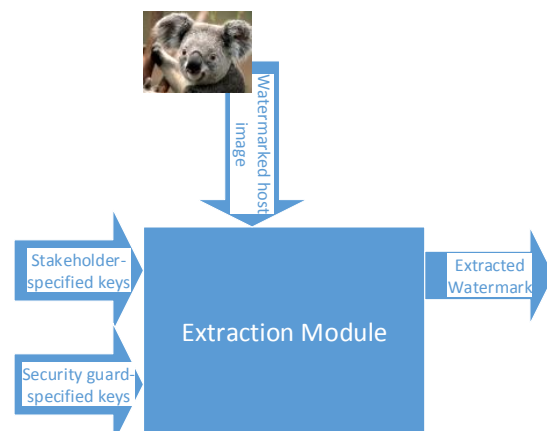 Watermarked host
image
Stakeholder-
specified keys
Extraction Module
Extracted
Watermark
Security guard-
specified keys